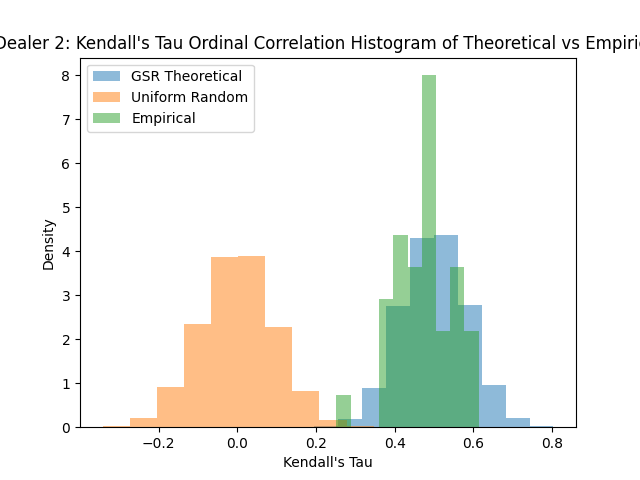 Dealer 2: Kendall's Tau Ordinal Correlation Histogram of Theoretical vs
GSR Theoretical
Uniform Random
Empirical
Density
8
7
6
5
4
3
2
1
0
−0.2 0.0 0.2 0.4 0.6 0.8
Kendall's Tau